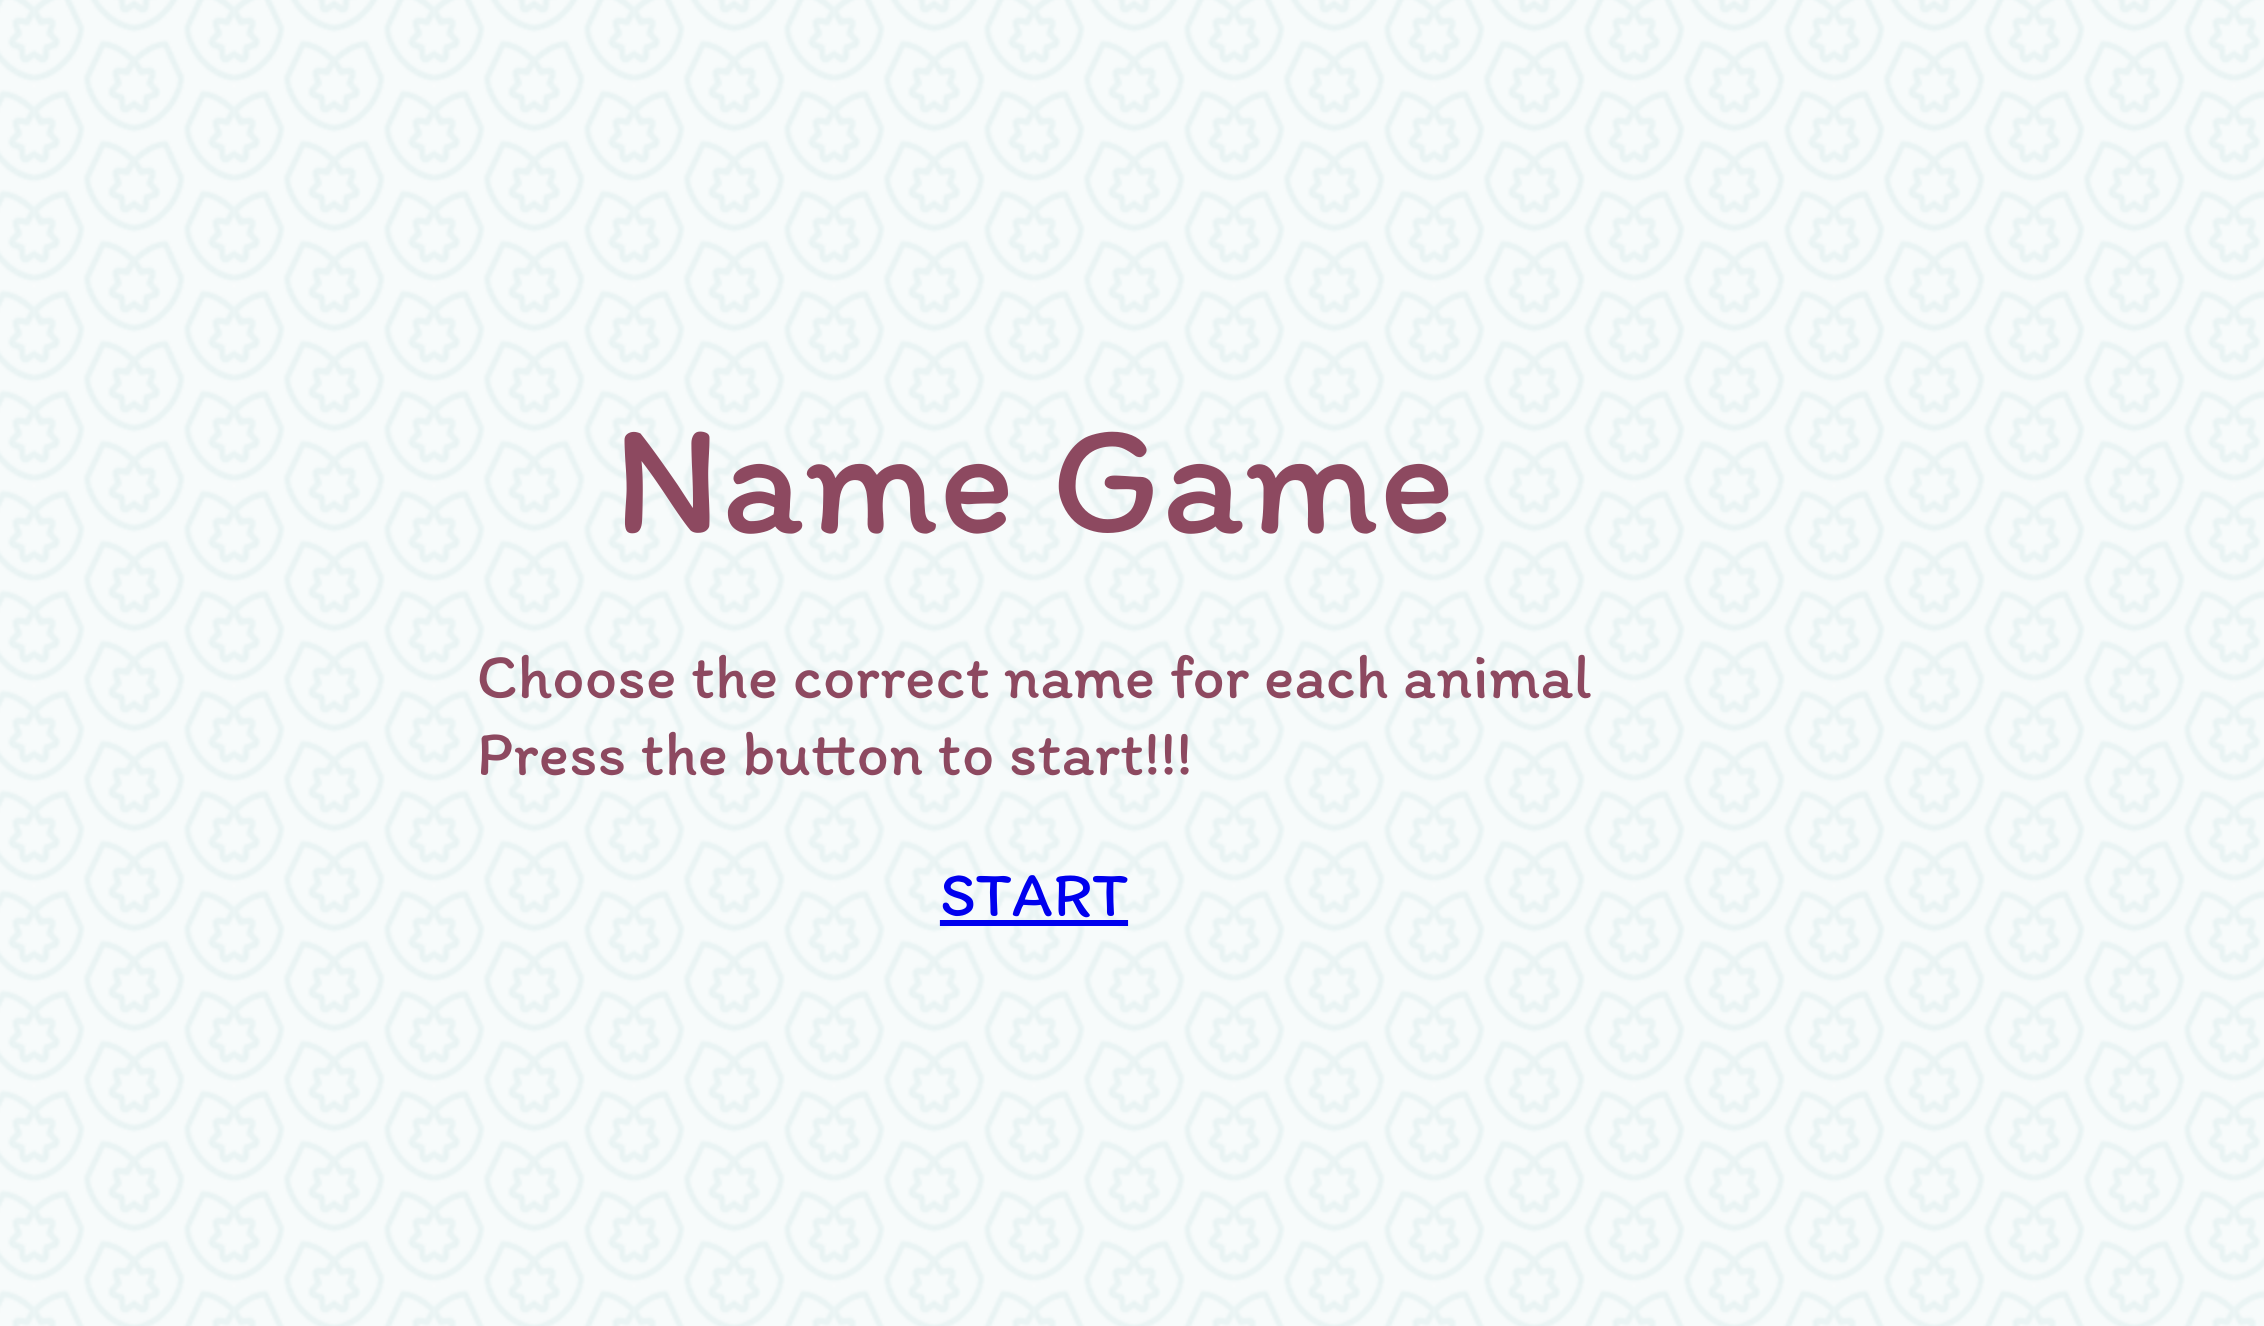 Name Game
Choose the correct name for each animal
Press the button to start!!!
START